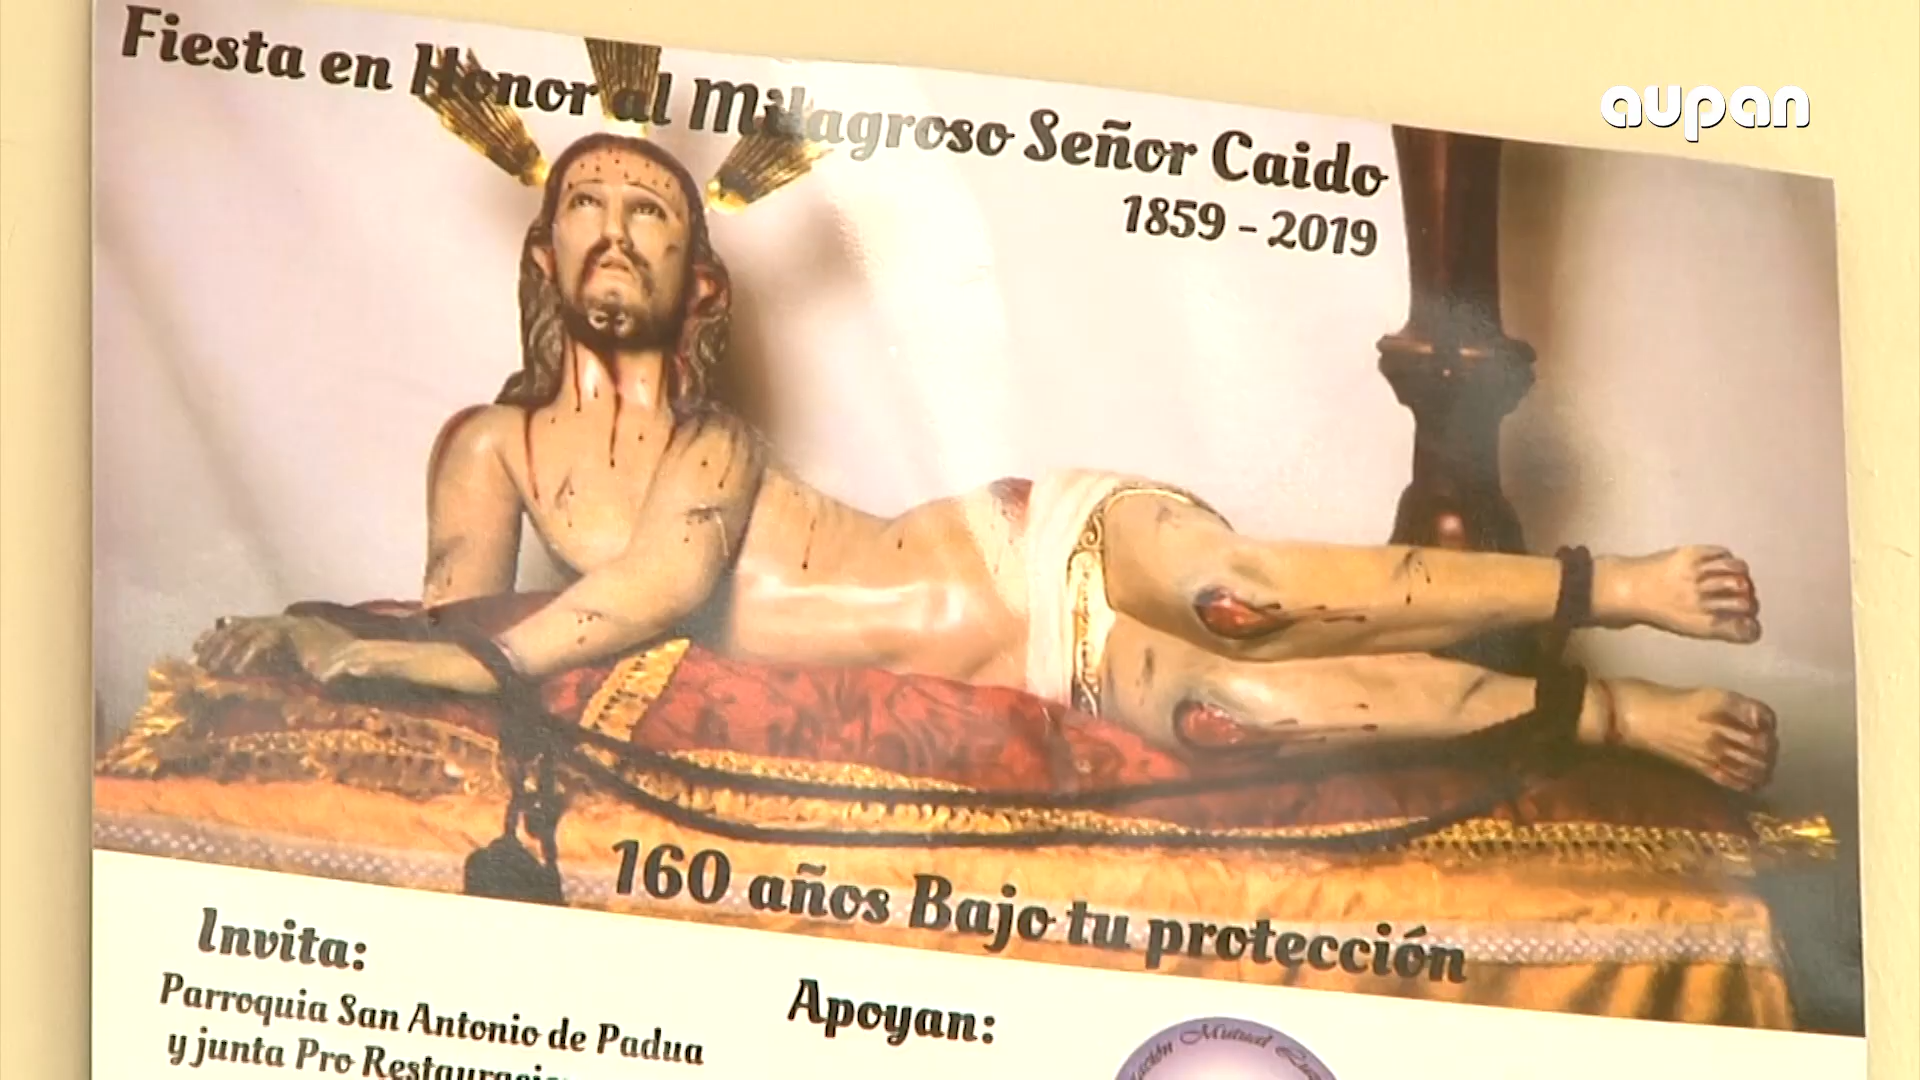 Fiesta en Honor al Milagroso Señor Caido
1859 - 2019
aupan
160 años Bajo tu protección
Invita:
Parroquia San Antonio de Padua
y junta Pro
Apoyan:
Mutual